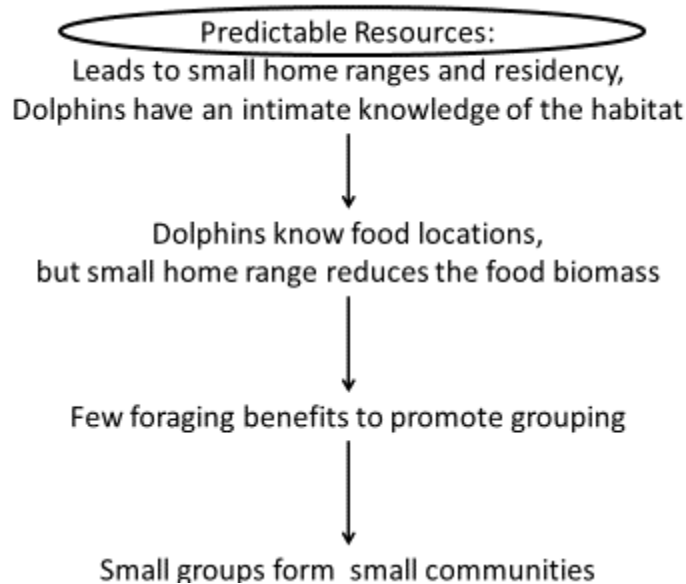 Predictable Resources:
Leads to small home ranges and residency,
Dolphins have an intimate knowledge of the habitat
Dolphins know food locations,
but small home range reduces the food biomass
Few foraging benefits to promote grouping
Small groups form  small communities